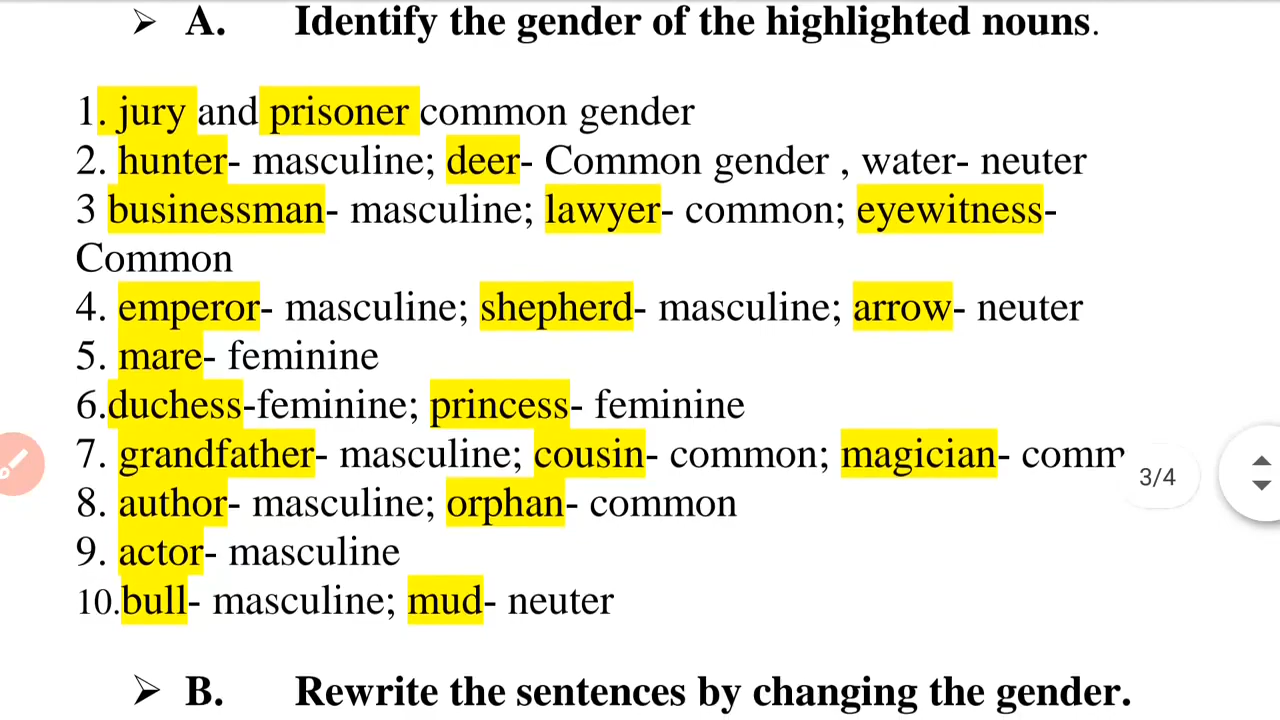 ➢ A. Identify the gender of the highlighted nouns.
1. jury and prisoner common gender
2. hunter- masculine; deer- Common gender , water- neuter
3 businessman- masculine; lawyer- common; eyewitness-
Common
4. emperor- masculine; shepherd- masculine; arrow- neuter
5. mare- feminine
6.duchess-feminine; princess- feminine
7. grandfather- masculine; cousin- common; magician- comm
3/4
8. author- masculine; orphan- common
9. actor- masculine
10.bull- masculine; mud- neuter
➢ B. Rewrite the sentences by changing the gender.